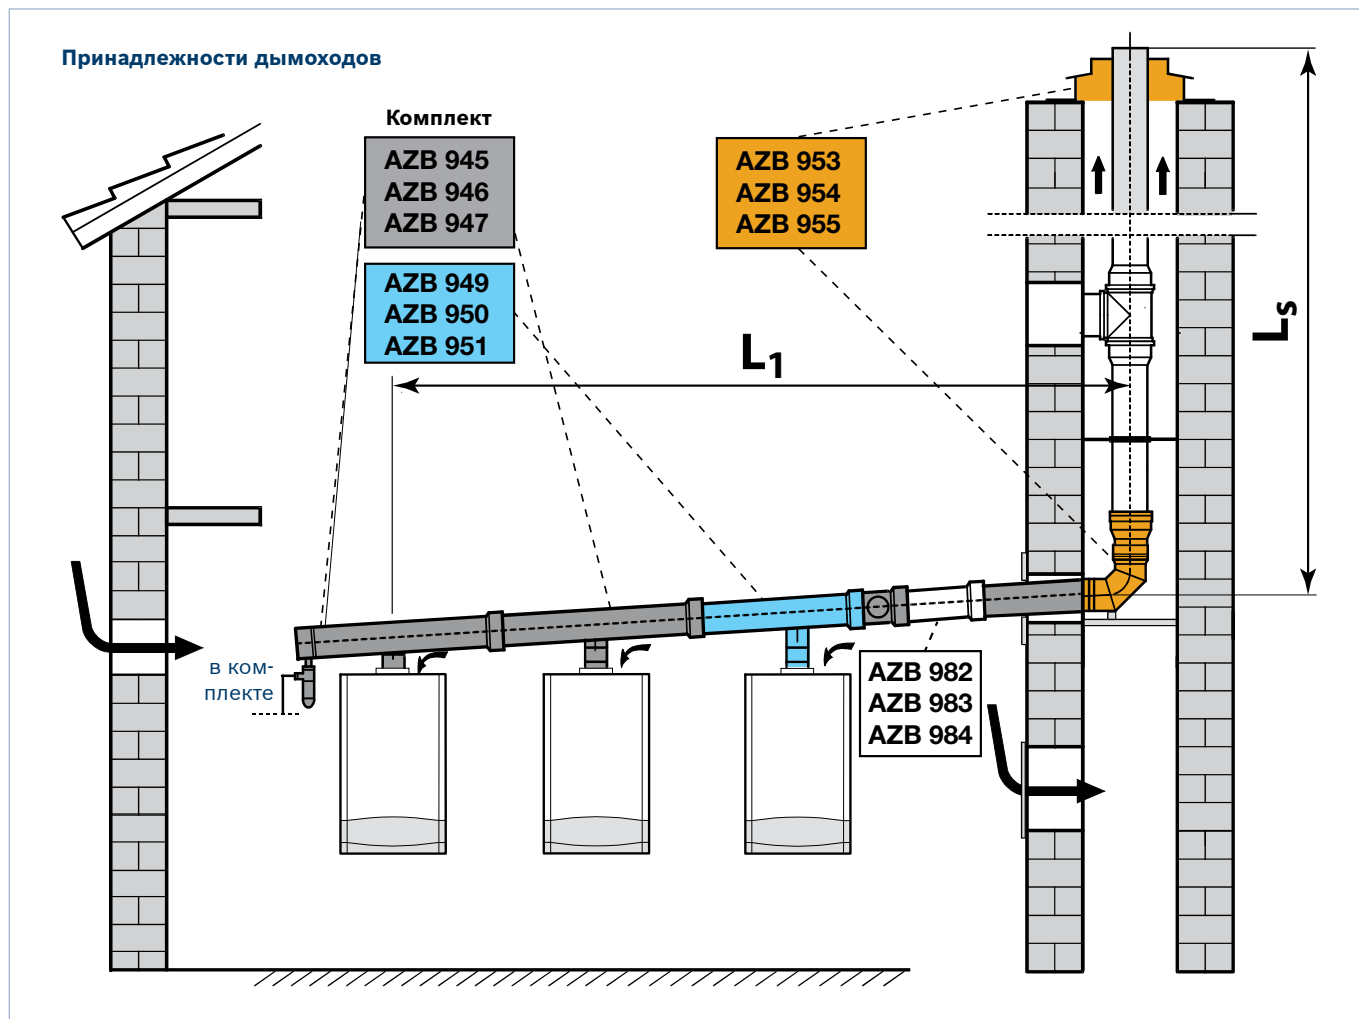 Принадлежности дымоходов
Комплект
AZB 945
AZB 946
AZB 947
AZB 949
AZB 950
AZB 951
AZB 953
AZB 954
AZB 955
L1
Ls
в ком-
плекте
AZB 982
AZB 983
AZB 984